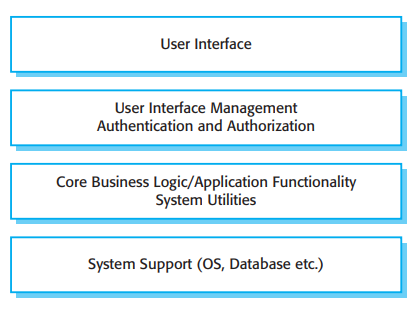 User Interface
User Interface Management
Authentication and Authorization
Core Business Logic/Application Functionality
System Utilities
System Support (OS, Database etc.)